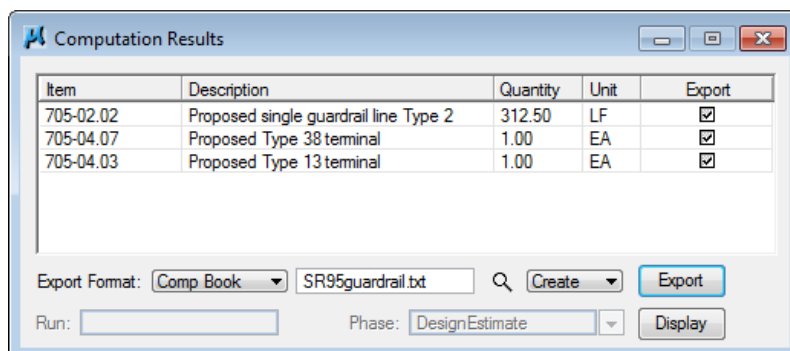 Computation Results
Item Description Quantity Unit Export
705-02.02 Proposed single guardrail line Type 2 312.50 LF
705-04.07 Proposed Type 38 terminal 1.00 EA
705-04.03 Proposed Type 13 terminal 1.00 EA
Export Format: Comp Book SR95guardrail.txt Create Export
Run: Phase: DesignEstimate Display